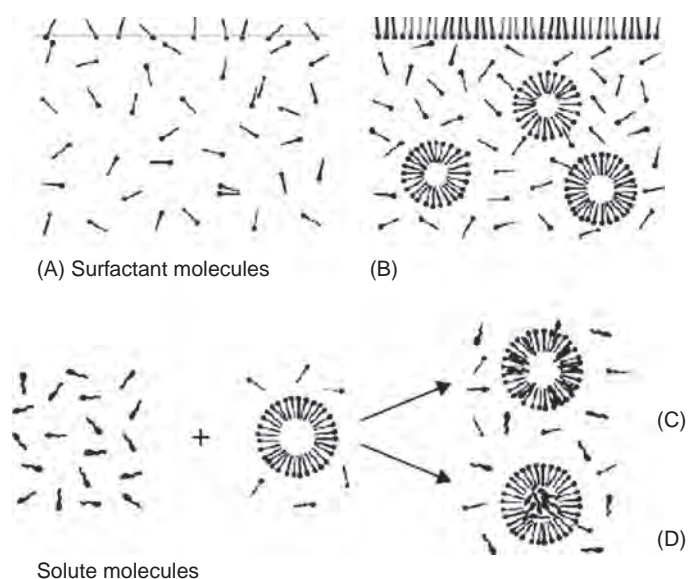 (A) Surfactant molecules
(B)
+
(C)
(D)
Solute molecules